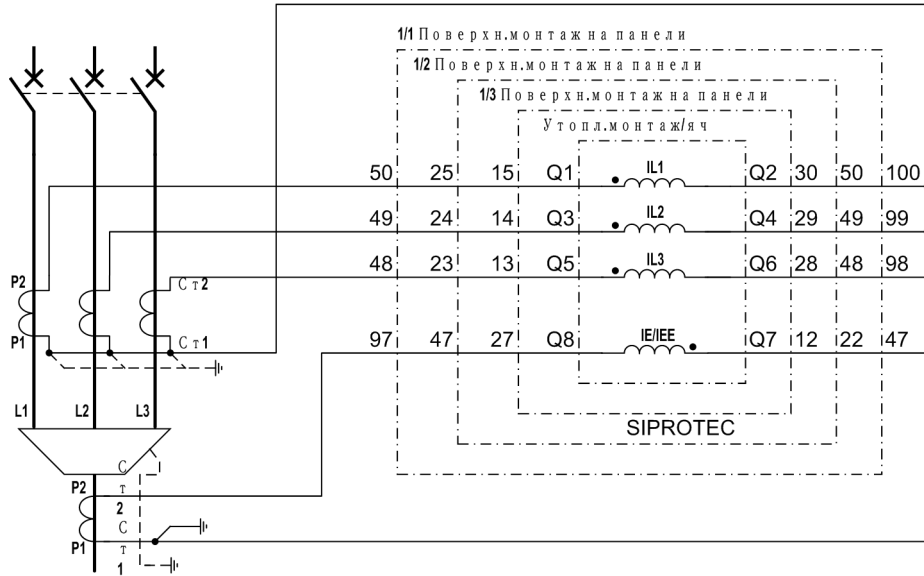 1/1 Поверхн.монтаж на панели
1/2 Поверхн.монтаж на панели
1/3 Поверхн.монтаж на панели
Утопл.монтаж/яч
50 25 15 Q1 IL1 Q2 30 50 100
49 24 14 Q3 IL2 Q4 29 49 99
48 23 13 Q5 IL3 Q6 28 48 98
P2 Ст2
P1 Ст1
97 47 27 Q8 IE/IEE Q7 12 22 47
L1 L2 L3
SIPROTEC
P2 Ст2
P1 Ст1